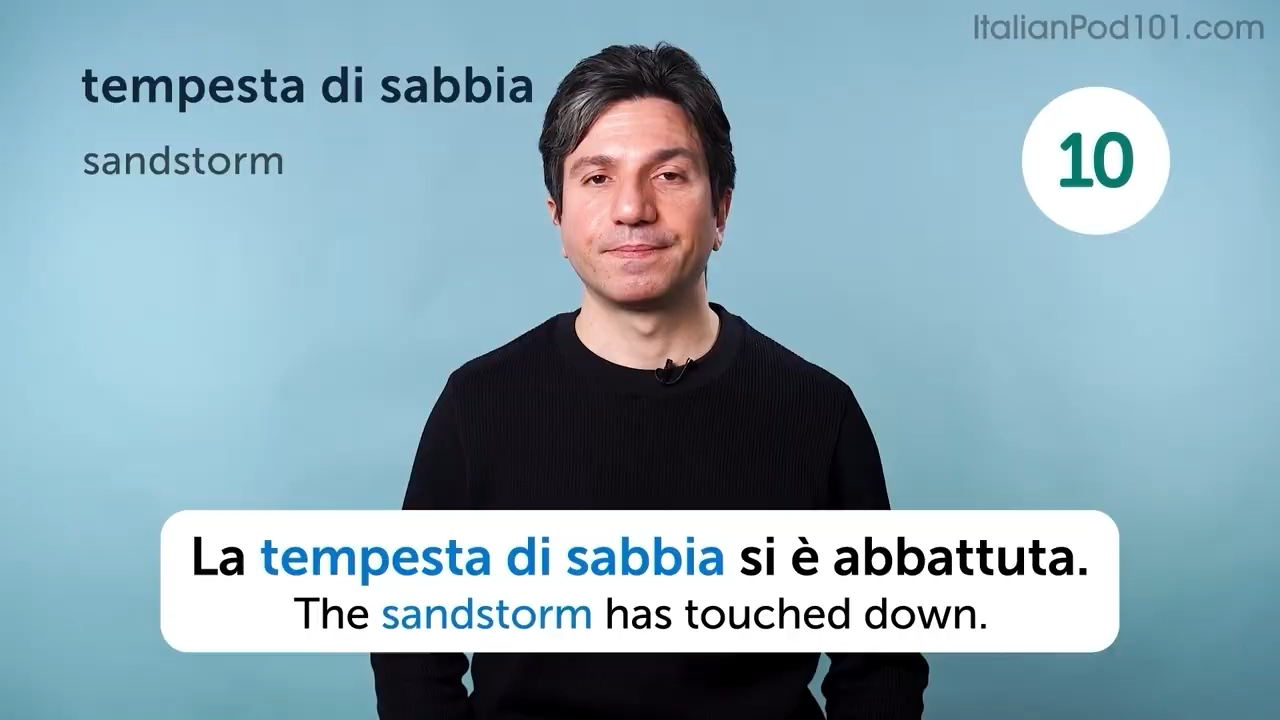 ItalianPod101.com
tempesta di sabbia
sandstorm
10
La tempesta di sabbia si è abbattuta.
The sandstorm has touched down.